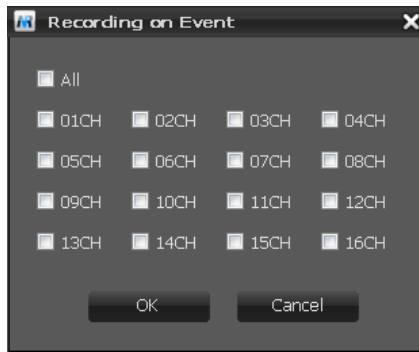 Recording on Event
All
01CH 02CH 03CH 04CH
05CH 06CH 07CH 08CH
09CH 10CH 11CH 12CH
13CH 14CH 15CH 16CH
OK Cancel